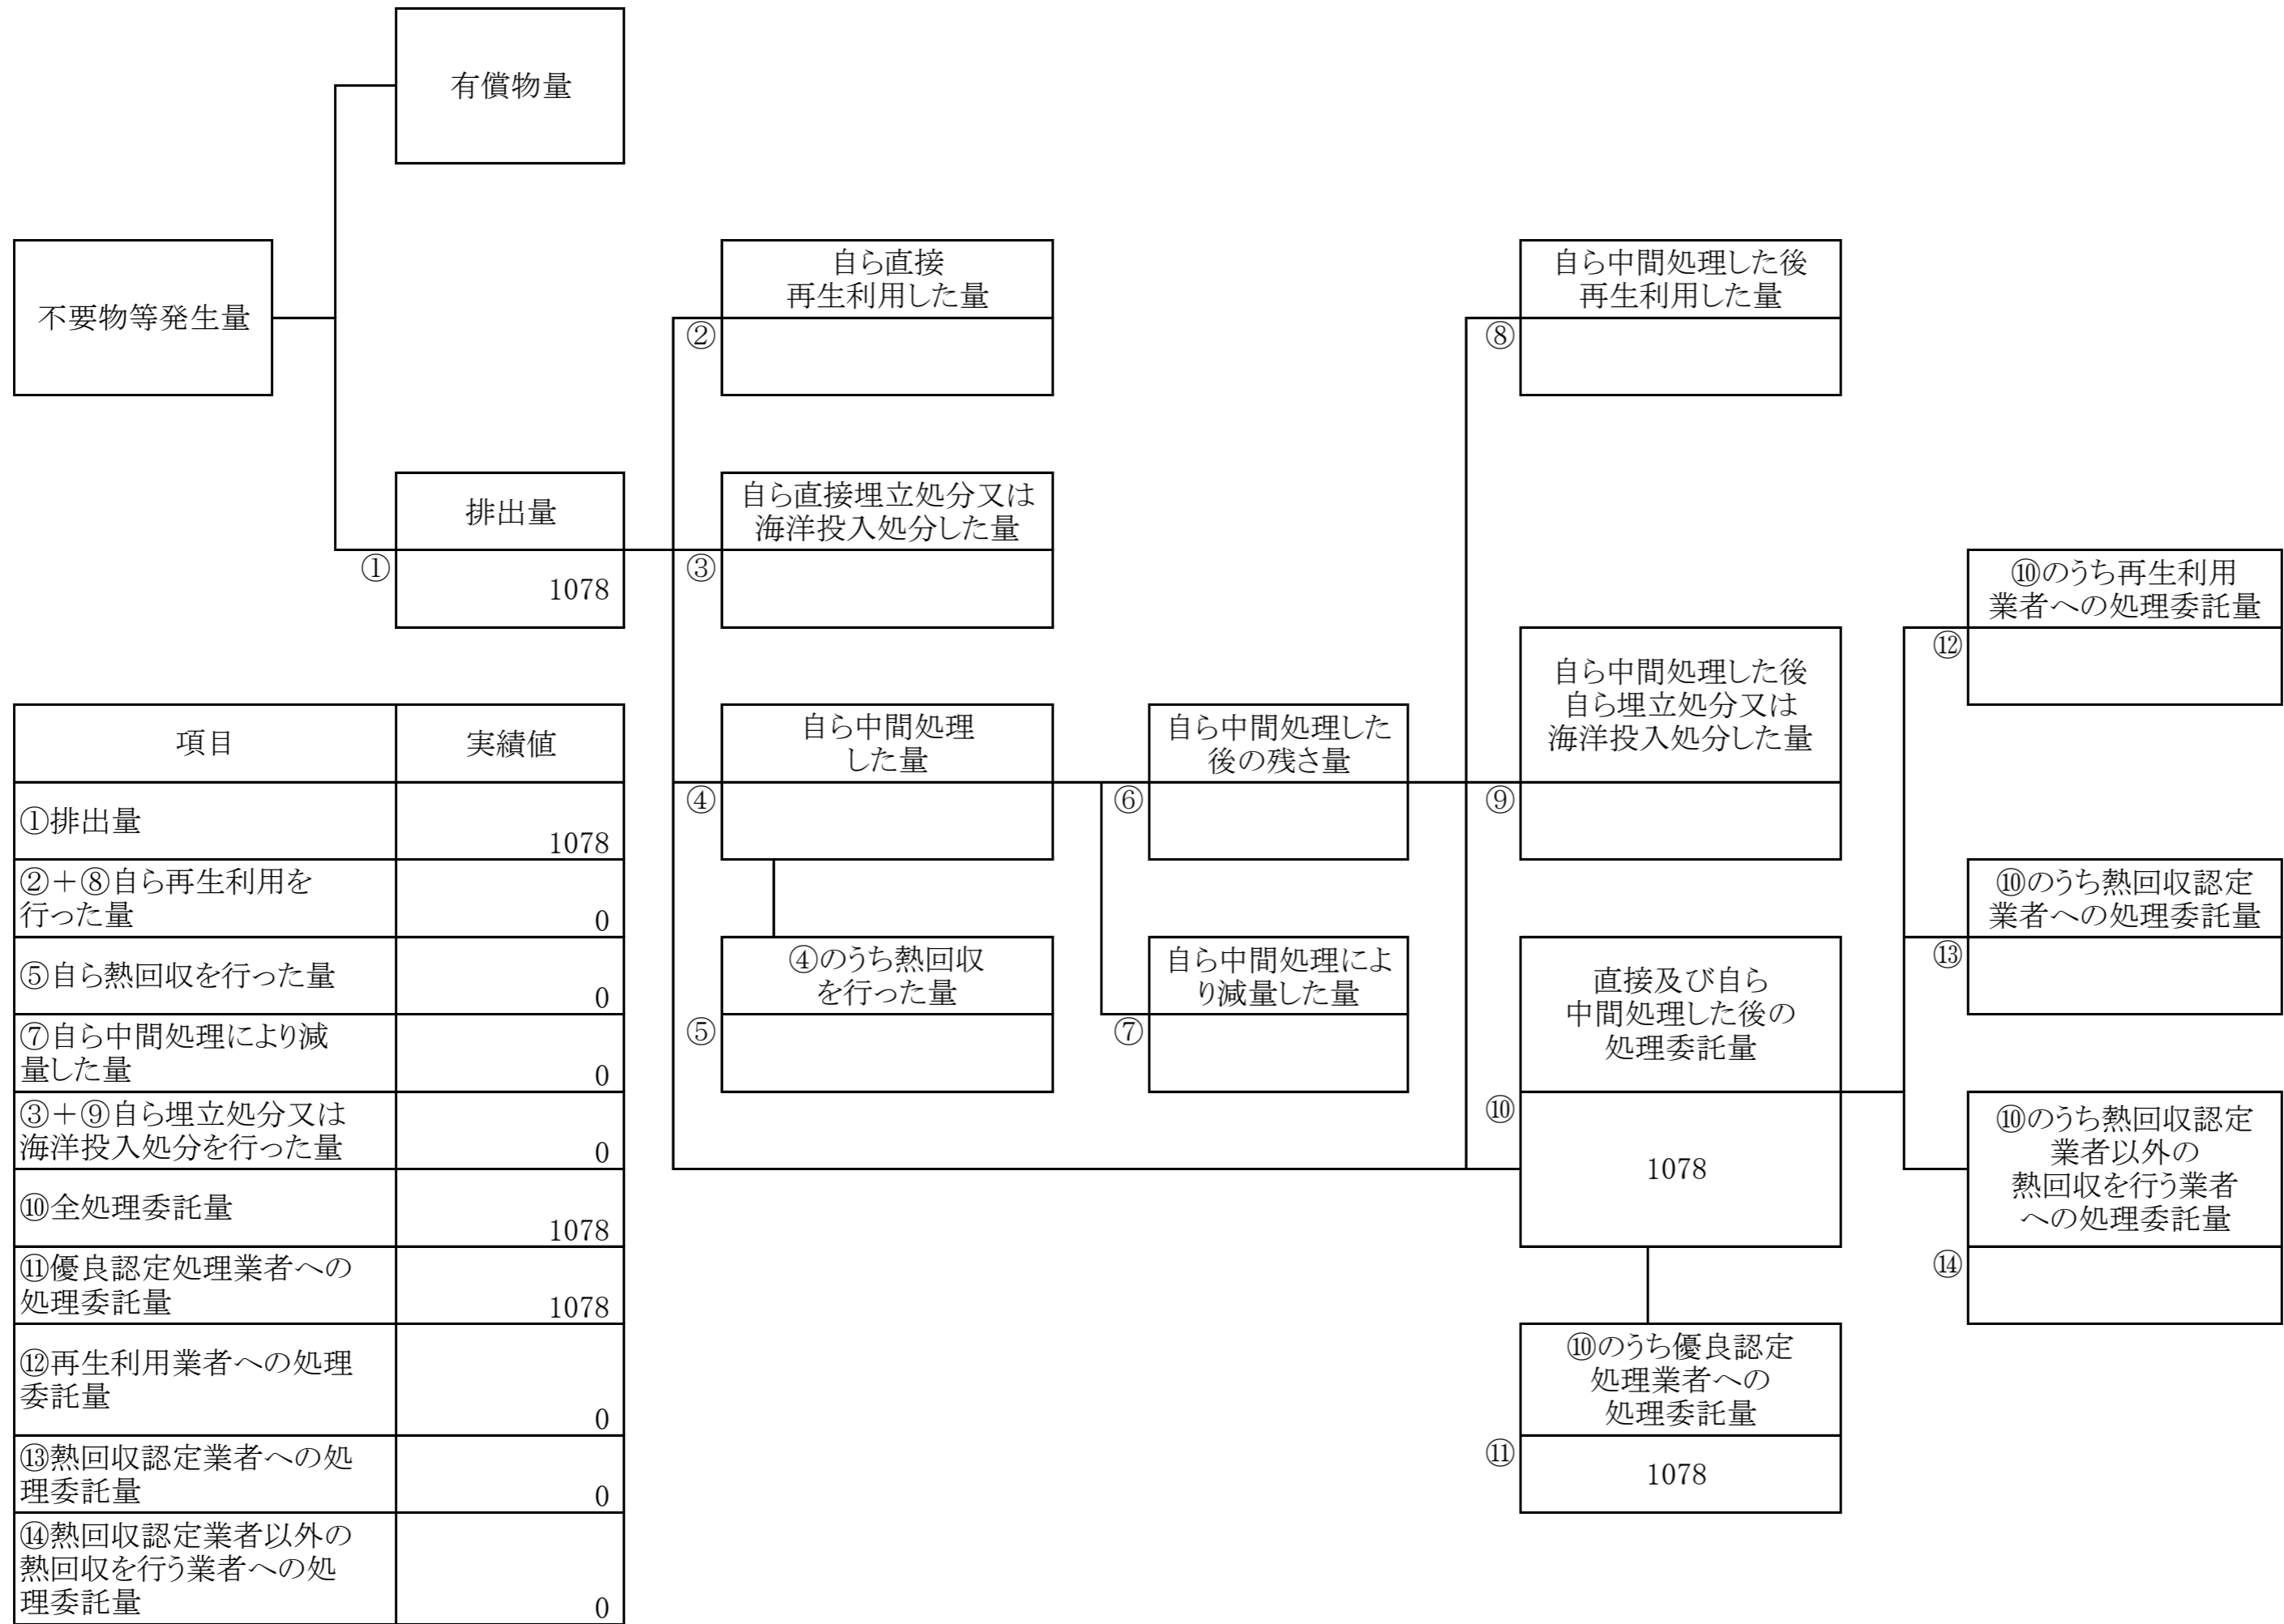 有償物量
不要物等発生量
自ら直接
再生利用した量
②
自ら中間処理した後
再生利用した量
⑧
排出量
①
1078
自ら直接埋立処分又は
海洋投入処分した量
③
⑩のうち再生利用
業者への処理委託量
⑫
自ら中間処理した後
自ら埋立処分又は
海洋投入処分した量
⑨
自ら中間処理
した量
④
自ら中間処理した
後の残さ量
⑥
④のうち熱回収
を行った量
⑤
自ら中間処理によ
り減量した量
⑦
⑩のうち熱回収認定
業者への処理委託量
⑬
直接及び自ら
中間処理した後の
処理委託量
⑩
1078
⑩のうち熱回収認定
業者以外の
熱回収を行う業者
への処理委託量
⑭
⑩のうち優良認定
処理業者への
処理委託量
⑪
1078
項目 実績値
①排出量
1078
②+⑧自ら再生利用を
行った量
0
⑤自ら熱回収を行った量
0
⑦自ら中間処理により減
量した量
0
③+⑨自ら埋立処分又は
海洋投入処分を行った量
0
⑩全処理委託量
1078
⑪優良認定処理業者への
処理委託量
1078
⑫再生利用業者への処理
委託量
0
⑬熱回収認定業者への処
理委託量
0
⑭熱回収認定業者以外の
熱回収を行う業者への処
理委託量
0